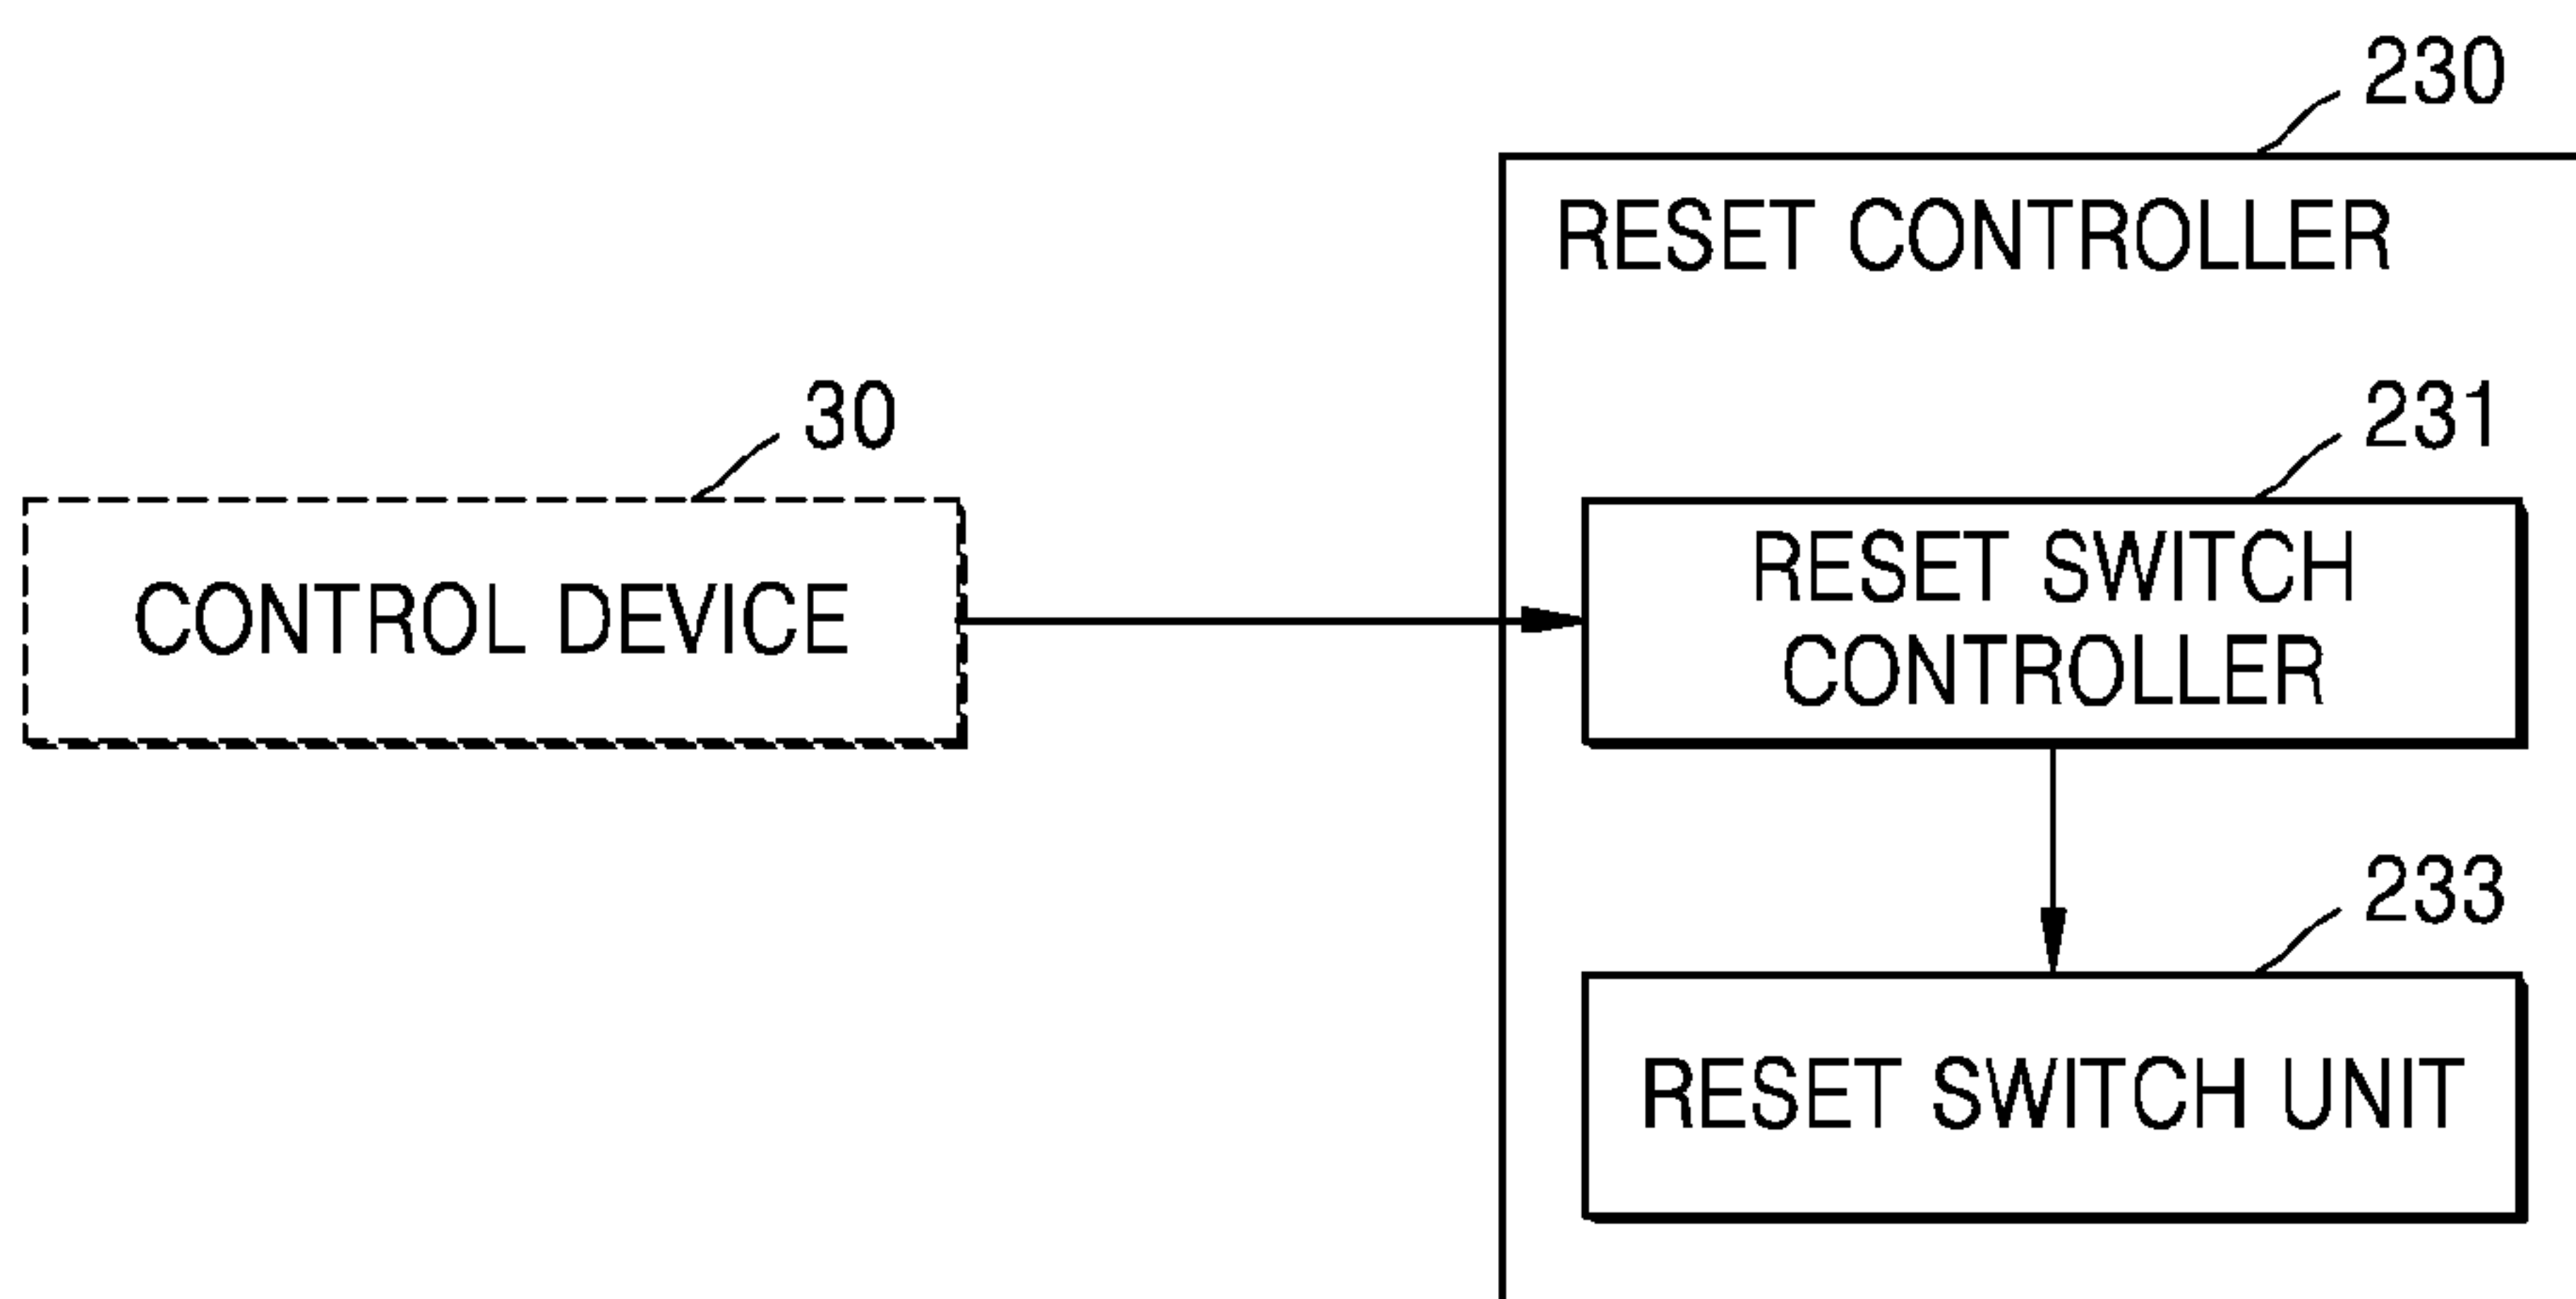 230
RESET CONTROLLER
30
231
CONTROL DEVICE
RESET SWITCH
CONTROLLER
233
RESET SWITCH UNIT